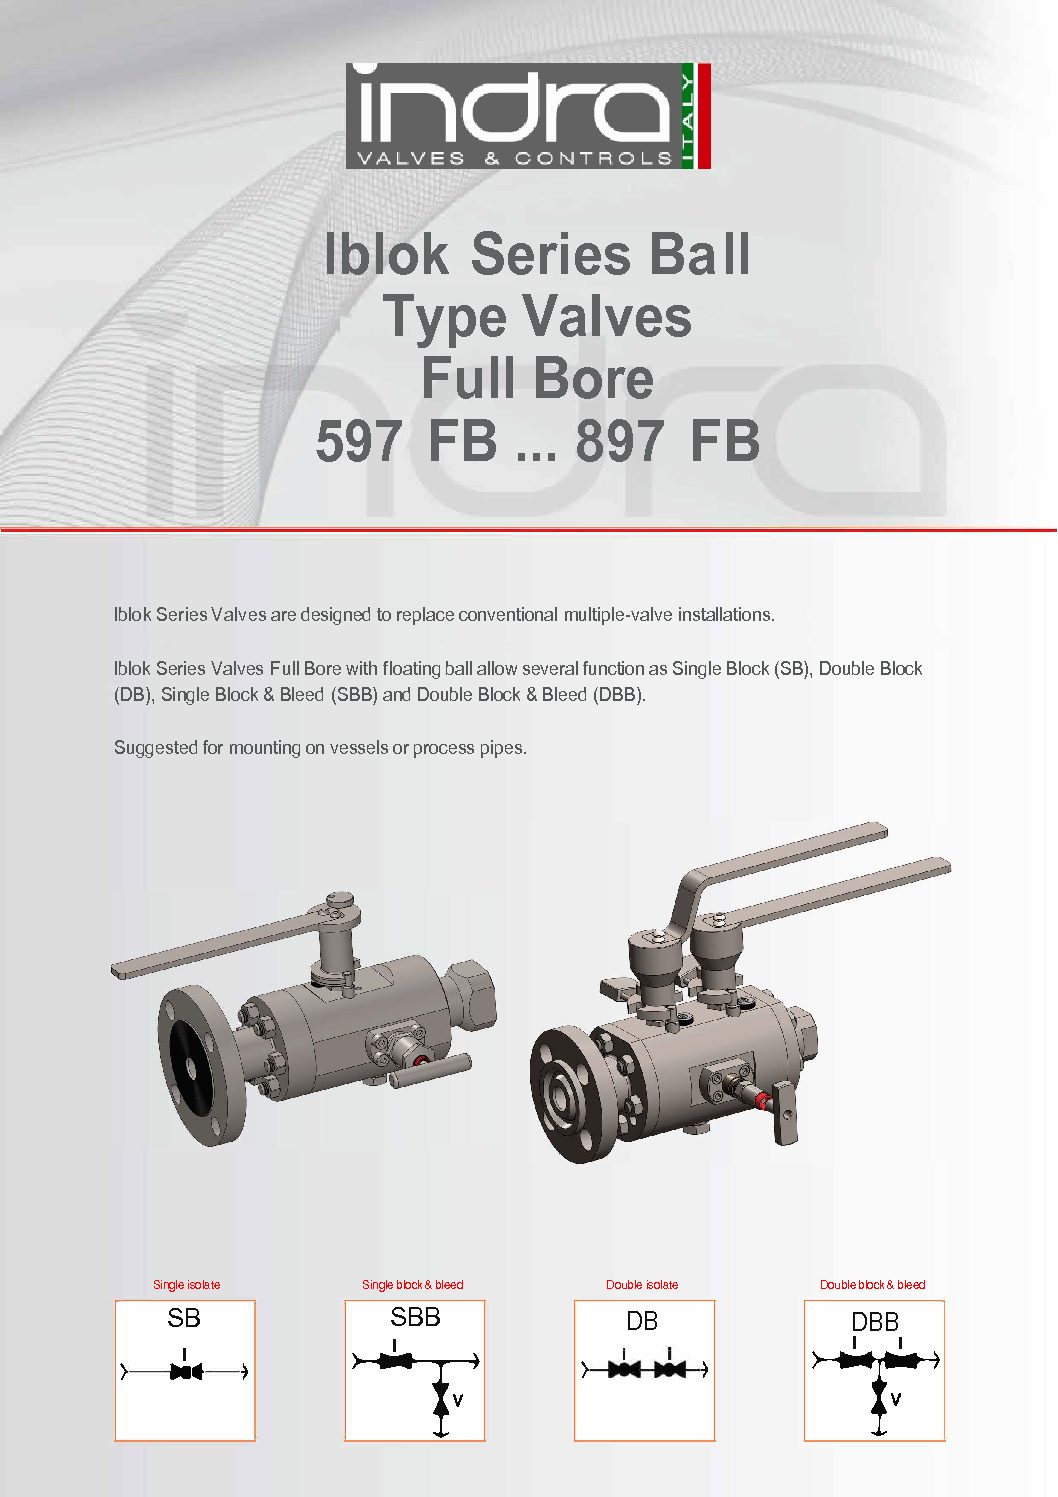 indra
VALVES & CONTROLS
ITALY
Iblok Series Ball
Type Valves
Full Bore
597 FB ... 897 FB
indra
Iblok Series Valves are designed to replace conventional multiple-valve installations.
Iblok Series Valves Full Bore with floating ball allow several function as Single Block (SB), Double Block
(DB), Single Block & Bleed (SBB) and Double Block & Bleed (DBB).
Suggested for mounting on vessels or process pipes.
Single isolate
SB
I
Single block & bleed
SBB
I
V
Double isolate
DB
I I
Double block & bleed
DBB
I I
V